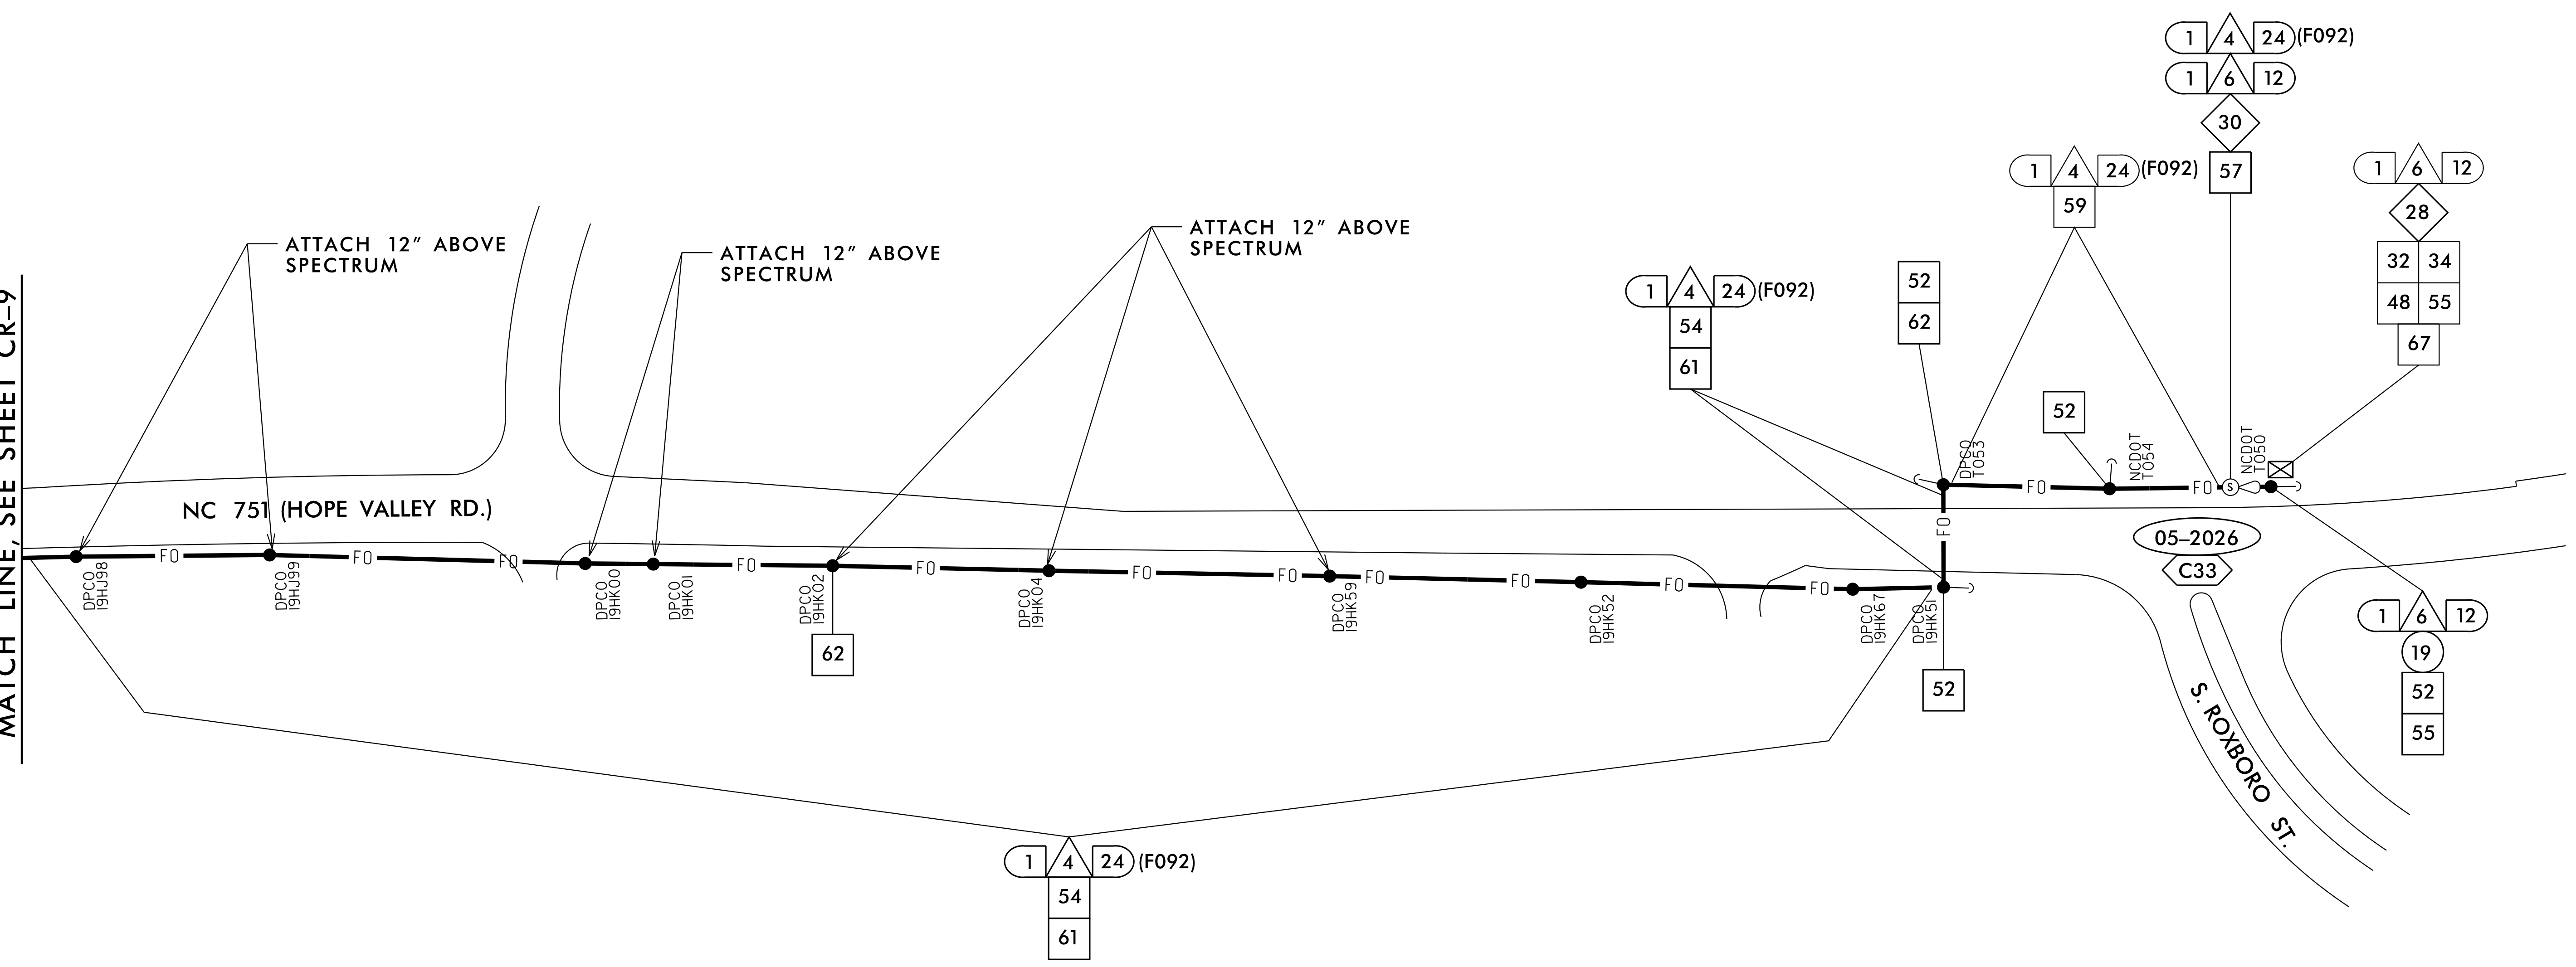 1 4 24 (F092)
1 6 12
30
57
1 4 24 (F092)
59
1 6 12
28
32 34
48 55
67
ATTACH 12" ABOVE
SPECTRUM
ATTACH 12" ABOVE
SPECTRUM
ATTACH 12" ABOVE
SPECTRUM
1 4 24 (F092)
54
61
52
62
52
MATCH LINE, SEE SHEET CR-9
NC 751 (HOPE VALLEY RD.)
DPCO
T053
NCDOT
T054
NCDOT
T050
FO
FO
S
FO
FO
FO
FO
FO
FO
FO
FO
FO
FO
FO
FO
DPCO
19HJ98
DPCO
19HJ99
DPCO
19HK00
DPCO
19HK01
DPCO
19HK02
DPCO
19HK04
DPCO
19HK59
DPCO
19HK52
DPCO
19HK67
DPCO
19HK51
05-2026
C33
62
52
1 6 12
19
52
55
S. ROXBORO ST.
1 4 24 (F092)
54
61